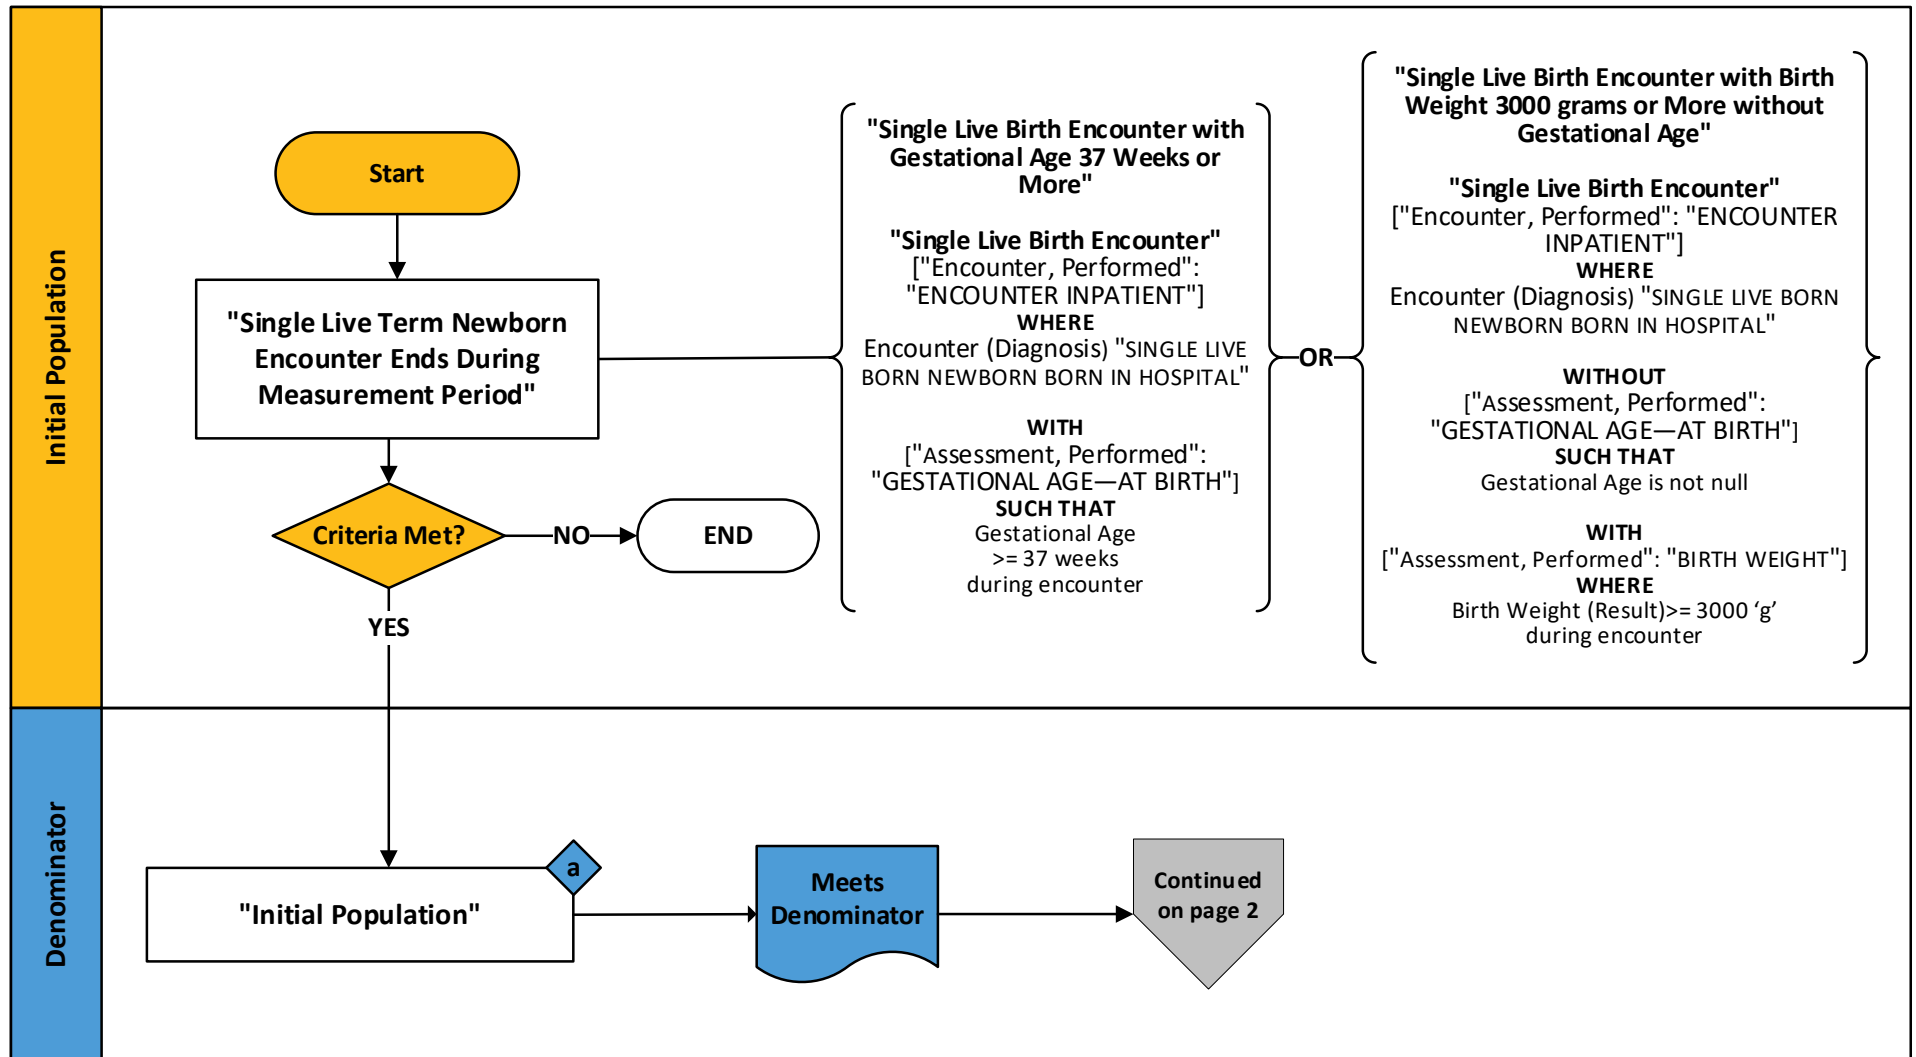 Initial Population
Start
"Single Live Term Newborn
Encounter Ends During
Measurement Period"
Criteria Met?
NO
END
YES
"Single Live Birth Encounter with
Gestational Age 37 Weeks or
More"
"Single Live Birth Encounter"
["Encounter, Performed":
"ENCOUNTER INPATIENT"]
WHERE
Encounter (Diagnosis) "SINGLE LIVE
BORN NEWBORN BORN IN HOSPITAL"
WITH
["Assessment, Performed":
"GESTATIONAL AGE—AT BIRTH"]
SUCH THAT
Gestational Age
>= 37 weeks
during encounter
OR
"Single Live Birth Encounter with Birth
Weight 3000 grams or More without
Gestational Age"
"Single Live Birth Encounter"
["Encounter, Performed": "ENCOUNTER
INPATIENT"]
WHERE
Encounter (Diagnosis) "SINGLE LIVE BORN
NEWBORN BORN IN HOSPITAL"
WITHOUT
["Assessment, Performed":
"GESTATIONAL AGE—AT BIRTH"]
SUCH THAT
Gestational Age is not null
WITH
["Assessment, Performed": "BIRTH WEIGHT"]
WHERE
Birth Weight (Result)>= 3000 ‘g’
during encounter
Denominator
"Initial Population"
a
Meets
Denominator
Continued
on page 2